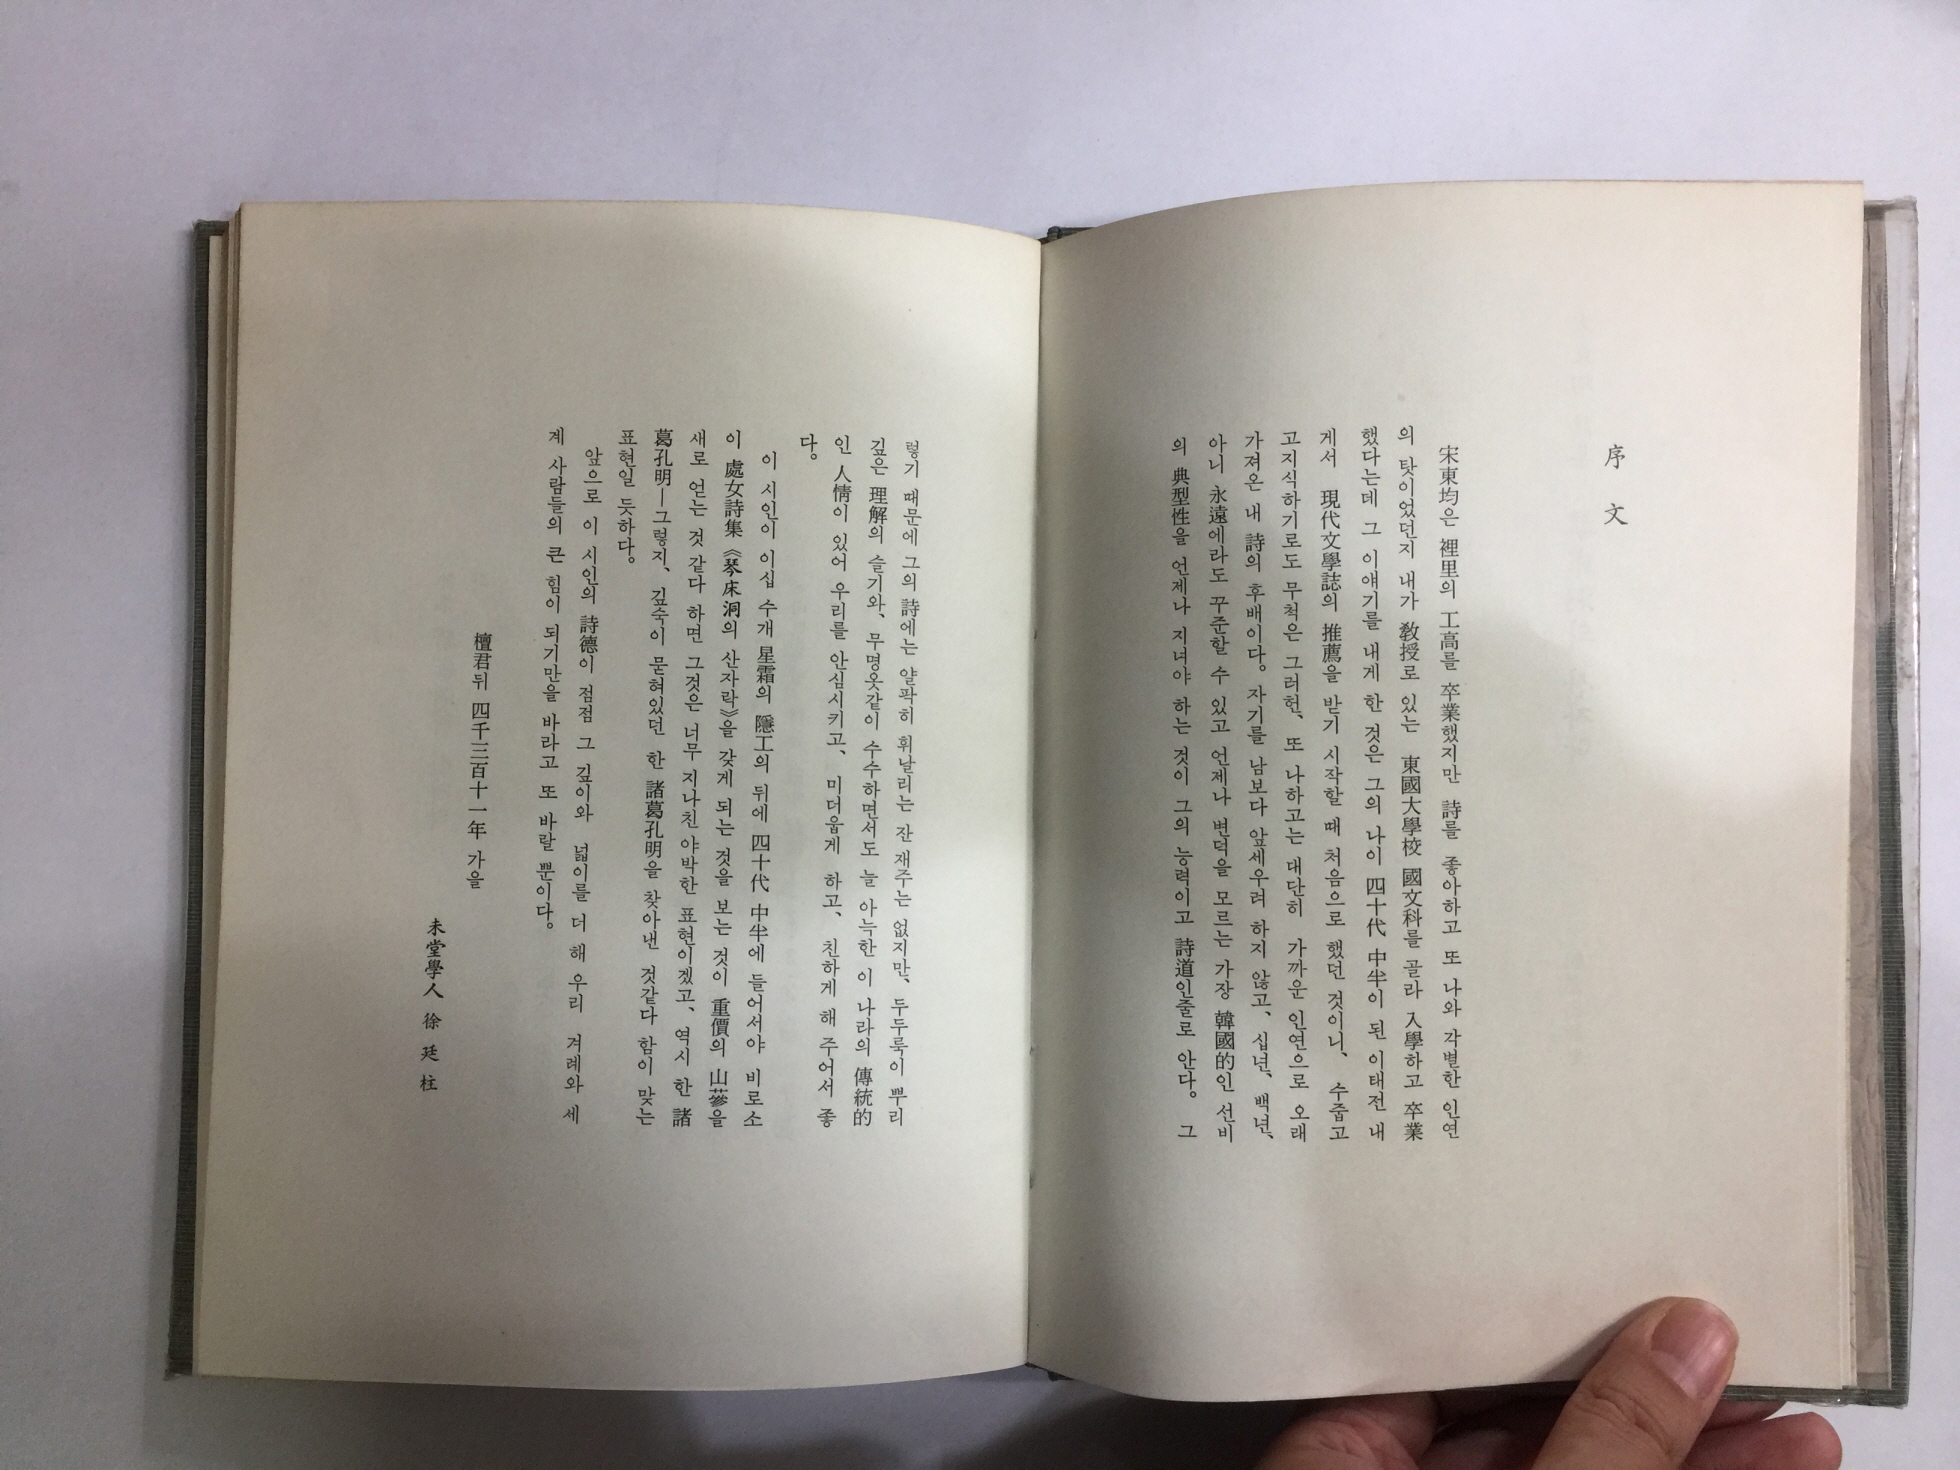 序文
宋東均은 裡里의 工高를 卒業했지만 詩를 좋아하고 또 나와 각별한 인연
의 탓이었던지 내가 敎授로 있는 東國大學校 國文科를 골라 入學하고 卒業
했다는데 그 이얘기를 내게 한 것은 그의 나이 四十代 中半이 된 이태전 내
게서 現代文學誌의 推薦을 받기 시작할 때 처음으로 했던 것이니、수줍고
고지식하기로도 무척은 그러헌、또 나하고는 대단히 가까운 인연으로 오래
가져온 내 詩의 후배이다。자기를 남보다 앞세우려 하지 않고、십년、백년、
아니 永遠에라도 꾸준할 수 있고 언제나 변덕을 모르는 가장 韓國的인 선비
의 典型性을 언제나 지녀야 하는 것이 그의 능력이고 詩道인줄로 안다。그
렇기 때문에 그의 詩에는 얄팍히 휘날리는 잔 재주는 없지만、두두룩이 뿌리
깊은 理解의 슬기와、무명옷같이 수수하면서도 늘 아늑한 이 나라의 傳統的
인 人情이 있어 우리를 안심시키고、미더웁게 하고、친하게 해 주어서 좋
다。
이 시인이 이십 수개 星霜의 隱工의 뒤에 四十代 中半에 들어서야 비로소
이 處女詩集 《琴床洞의 산자락》을 갖게 되는 것을 보는 것이 重價의 山蔘을
새로 얻는 것 같다 하면 그것은 너무 지나친 야박한 표현이겠고、역시 한 諸
葛孔明―그렇지、깊숙이 묻혀있던 한 諸葛孔明을 찾아낸 것같다 함이 맞는
표현일 듯하다。
앞으로 이 시인의 詩德이 점점 그 깊이와 넓이를 더 해 우리 겨레와 세
계 사람들의 큰 힘이 되기만을 바라고 또 바랄 뿐이다。
檀君뒤 四千三百十一年 가을
未堂學人 徐廷柱